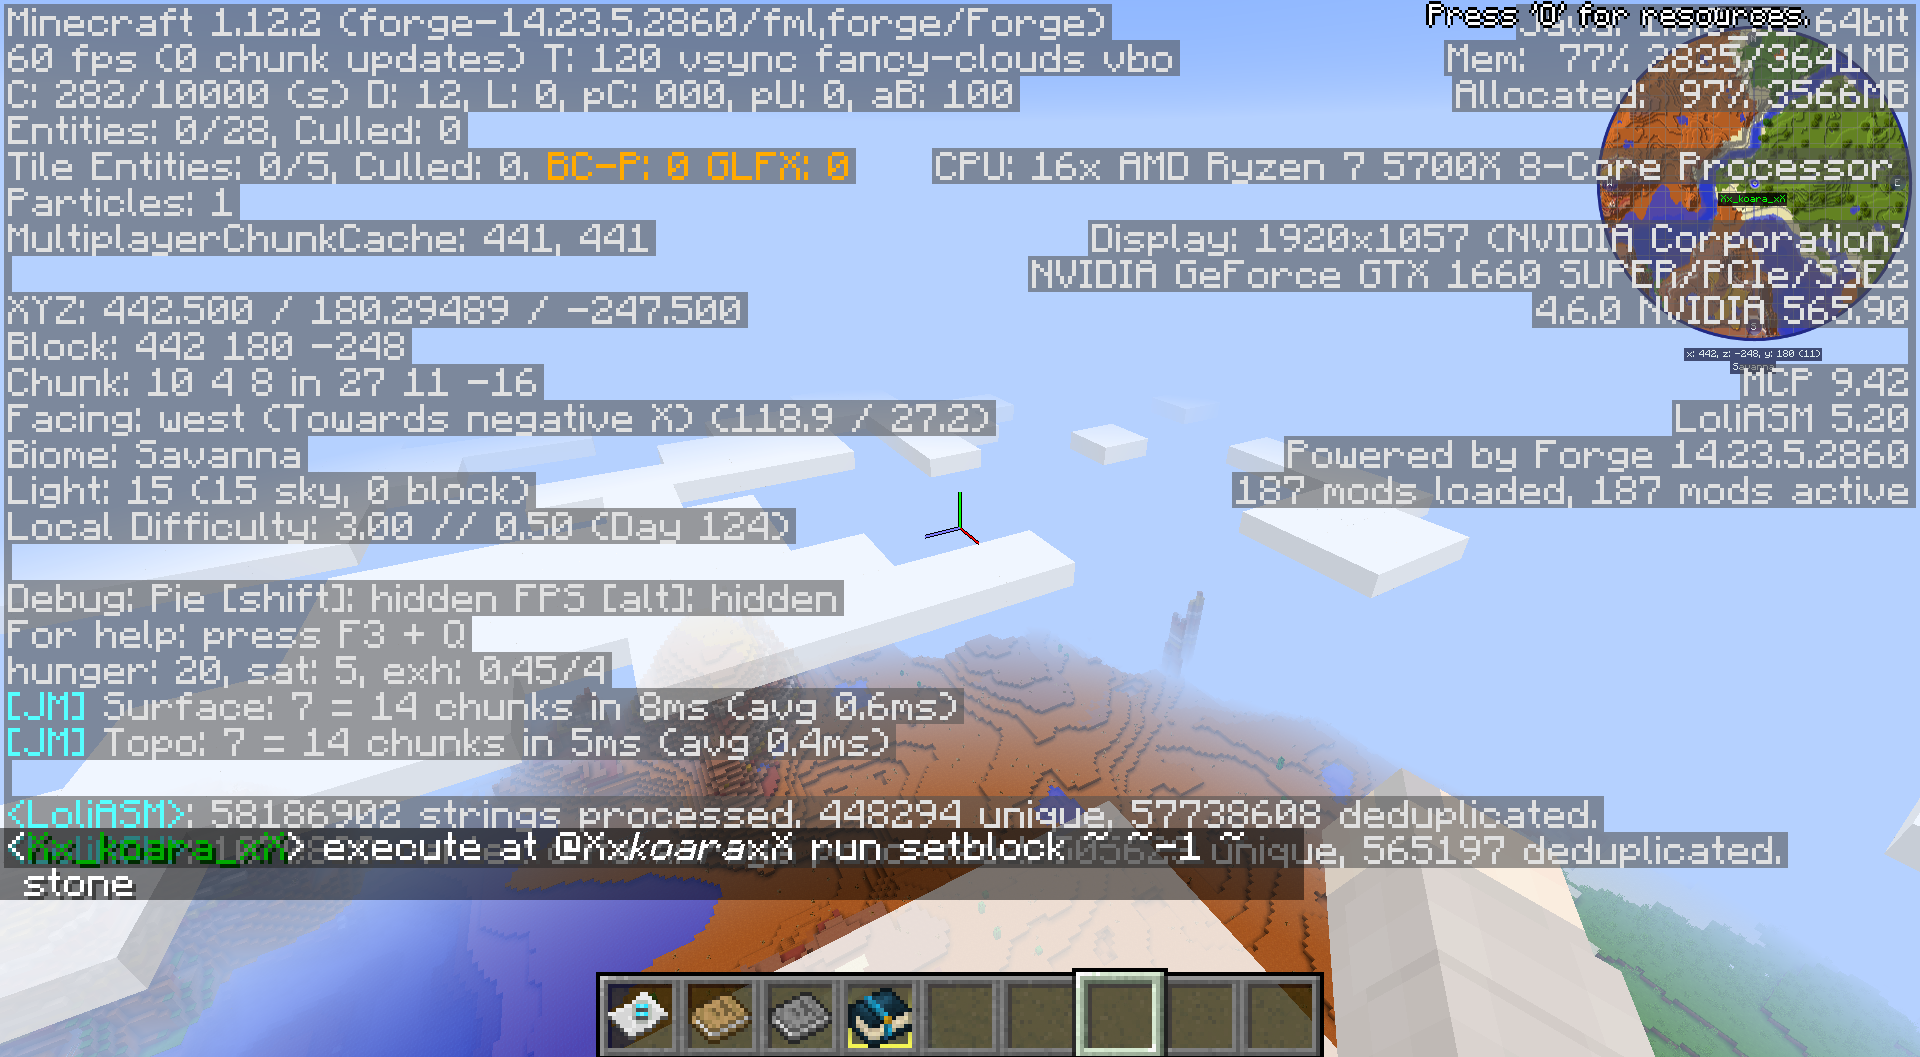 Minecraft 1.12.2 (forge-14.23.5.2860/fml,forge/Forge)
60 fps (0 chunk updates) T: 120 vsync fancy-clouds vbo
C: 282/10000 (s) D: 12, L: 0, pC: 000, pU: 0, aB: 100
Entities: 0/28, Culled: 0
Tile Entities: 0/5, Culled: 0. BC-P: 0 GLFX: 0
Particles: 1
MultiplayerChunkCache: 441, 441
XYZ: 442.500 / 180.29489 / -247.500
Block: 442 180 -248
Chunk: 10 4 8 in 27 11 -16
Facing: west (Towards negative X) (118.9 / 27.2)
Biome: Savanna
Light: 15 (15 sky, 0 block)
Local Difficulty: 3.00 // 0.50 (Day 124)
Debug: Pie [shift]: hidden FPS [alt]: hidden
For help: press F3 + Q
hunger: 20, sat: 5, exh: 0.45/4
[JM] Surface: 7 = 14 chunks in 8ms (avg 0.6ms)
[JM] Topo: 7 = 14 chunks in 5ms (avg 0.4ms)
<LoliASM>: 58186902 strings processed. 448294 unique, 57738608 deduplicated.
<Xx_koara_xX> execute at @XxkoaraxX run setblock ~ ~-1 ~
stone
unique, 565197 deduplicated.
Press '0' for resources.
64bit
Mem: 77% 2825/3641MB
Allocated: 97% 3566MB
CPU: 16x AMD Ryzen 7 5700X 8-Core Processor
Xx_koara_xX
Display: 1920x1057 (NVIDIA Corporation)
NVIDIA GeForce GTX 1660 SUPER/PCIe/SSE2
4.6.0 NVIDIA 565.90
x: 442, z: -248, y: 180 (11)
Savanna
MCP 9.42
LoliASM 5.20
Powered by Forge 14.23.5.2860
187 mods loaded, 187 mods active